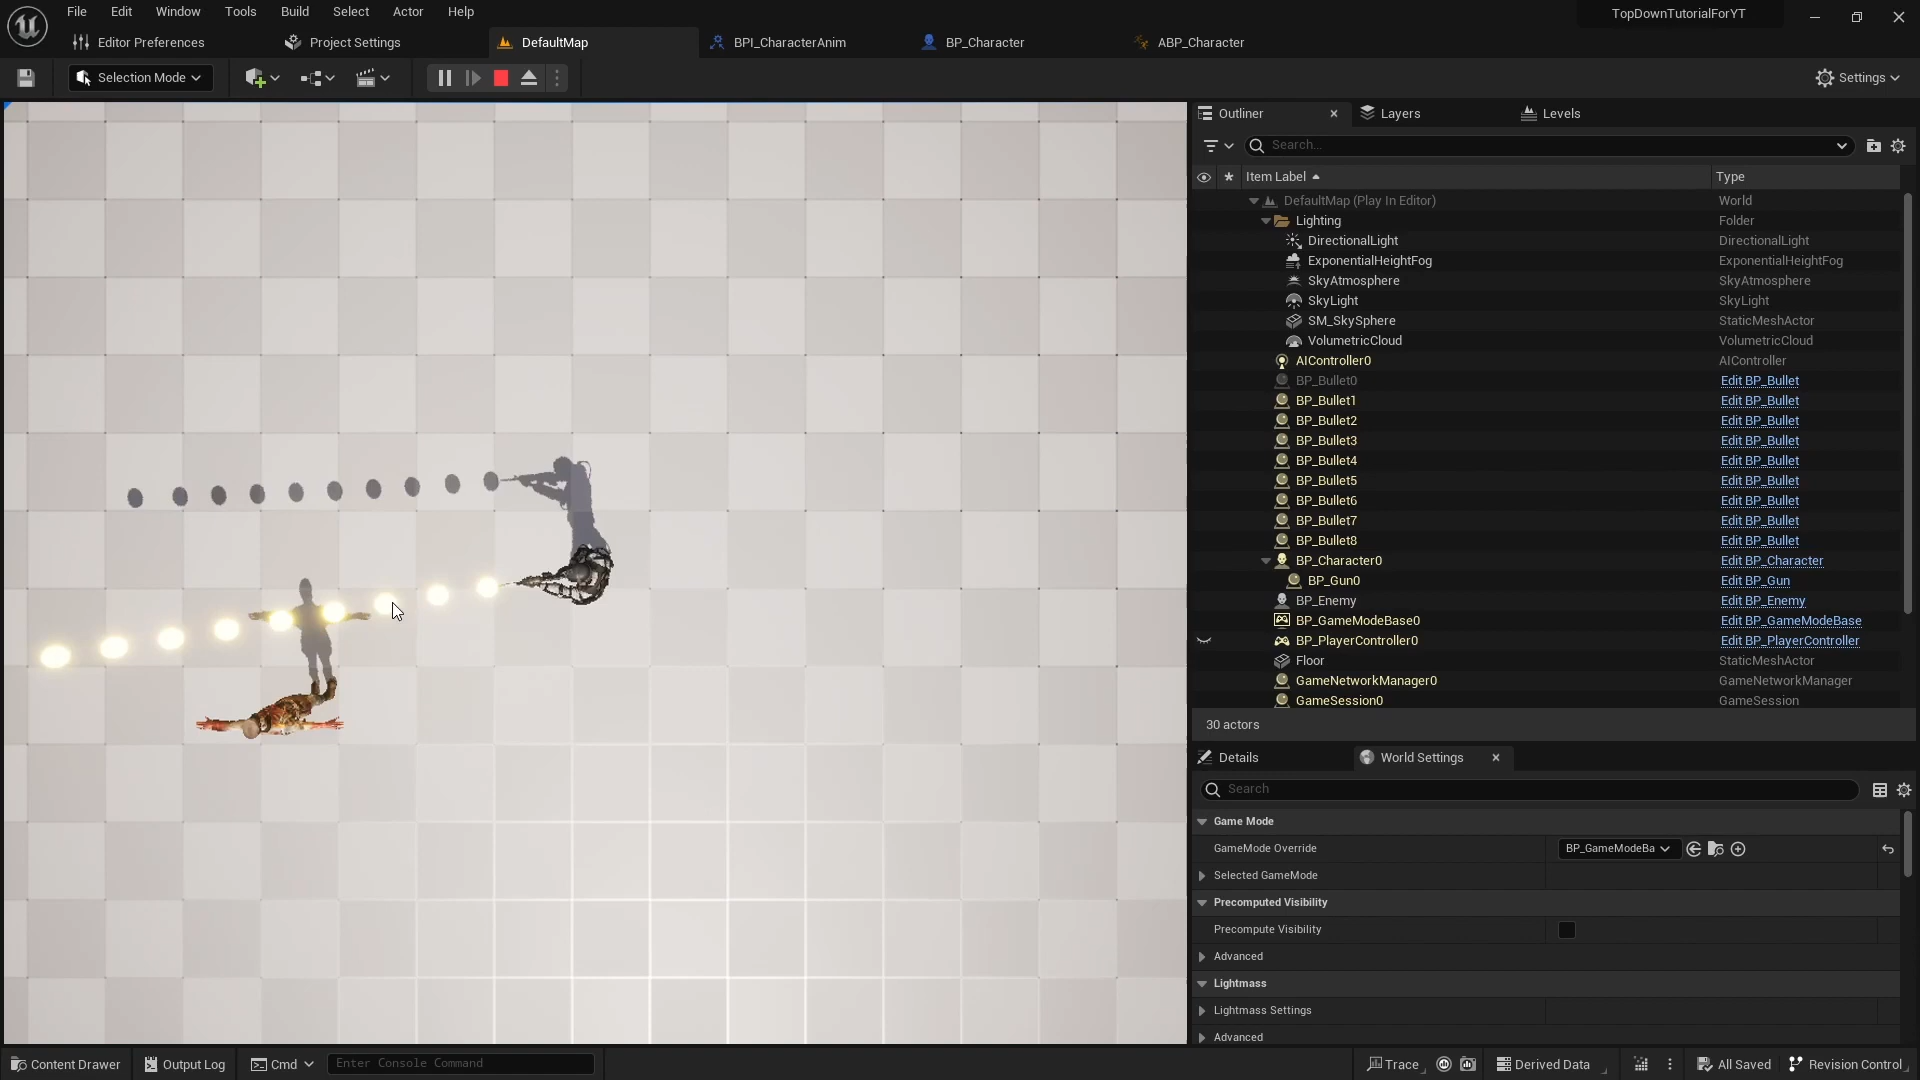 File Edit Window Tools Build Select Actor Help
TopDownTutorialForYT
Editor Preferences
Project Settings
DefaultMap
BPI_CharacterAnim
BP_Character
ABP_Character
Selection Mode
Settings
Outliner
Layers
Levels
Search...
Item Label
Type
DefaultMap (Play In Editor) World
Lighting Folder
DirectionalLight DirectionalLight
ExponentialHeightFog ExponentialHeightFog
SkyAtmosphere SkyAtmosphere
SkyLight SkyLight
SM_SkySphere StaticMeshActor
VolumetricCloud VolumetricCloud
AIController0 AIController
BP_Bullet0 Edit BP_Bullet
BP_Bullet1 Edit BP_Bullet
BP_Bullet2 Edit BP_Bullet
BP_Bullet3 Edit BP_Bullet
BP_Bullet4 Edit BP_Bullet
BP_Bullet5 Edit BP_Bullet
BP_Bullet6 Edit BP_Bullet
BP_Bullet7 Edit BP_Bullet
BP_Bullet8 Edit BP_Bullet
BP_Character0 Edit BP_Character
BP_Gun0 Edit BP_Gun
BP_Enemy Edit BP_Enemy
BP_GameModeBase0 Edit BP_GameModeBase
BP_PlayerController0 Edit BP_PlayerController
Floor StaticMeshActor
GameNetworkManager0 GameNetworkManager
GameSession0 GameSession
30 actors
Details
World Settings
Search
Game Mode
GameMode Override BP_GameModeBa
Selected GameMode
Precomputed Visibility
Precompute Visibility
Advanced
Lightmass
Lightmass Settings
Advanced
Content Drawer
Output Log
Cmd
Enter Console Command
Trace
Derived Data
All Saved
Revision Control